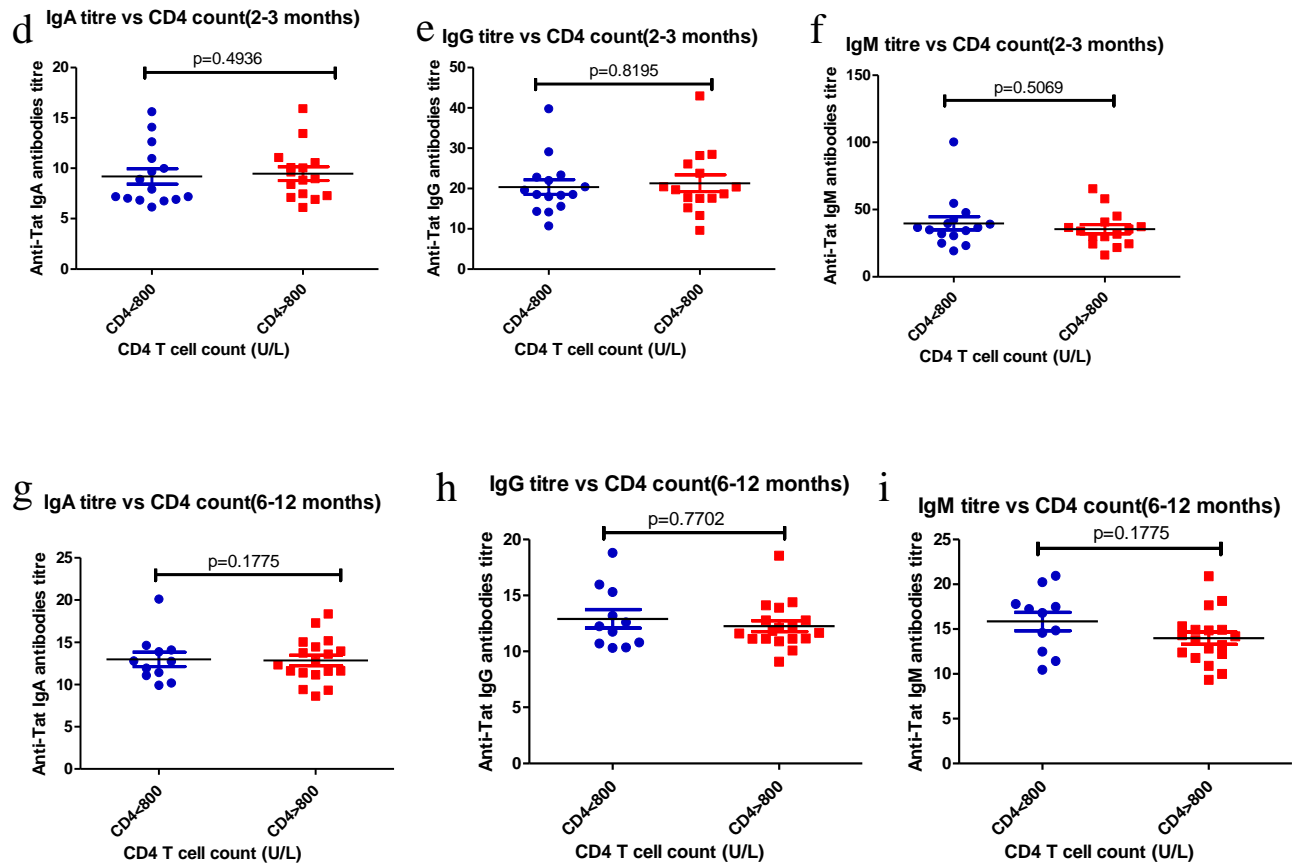 d
IgA titre vs CD4 count(2-3 months)
p=0.4936
20
15
10
5
0
Anti-Tat IgA antibodies titre
CD4<800
CD4>800
CD4 T cell count (U/L)
e
IgG titre vs CD4 count(2-3 months)
p=0.8195
50
40
30
20
10
0
Anti-Tat IgG antibodies titre
CD4<800
CD4>800
CD4 T cell count (U/L)
f
IgM titre vs CD4 count(2-3 months)
p=0.5069
150
100
50
0
Anti-Tat IgM antibodies titre
CD4<800
CD4>800
CD4 T cell count (U/L)
g
IgA titre vs CD4 count(6-12 months)
p=0.1775
25
20
15
10
5
0
Anti-Tat IgA antibodies titre
CD4<800
CD4>800
CD4 T cell count (U/L)
h
IgG titre vs CD4 count(6-12 months)
p=0.7702
20
15
10
5
0
Anti-Tat IgG antibodies titre
CD4<800
CD4>800
CD4 T cell count (U/L)
i
IgM titre vs CD4 count(6-12 months)
p=0.1775
25
20
15
10
5
0
Anti-Tat IgM antibodies titre
CD4<800
CD4>800
CD4 T cell count (U/L)